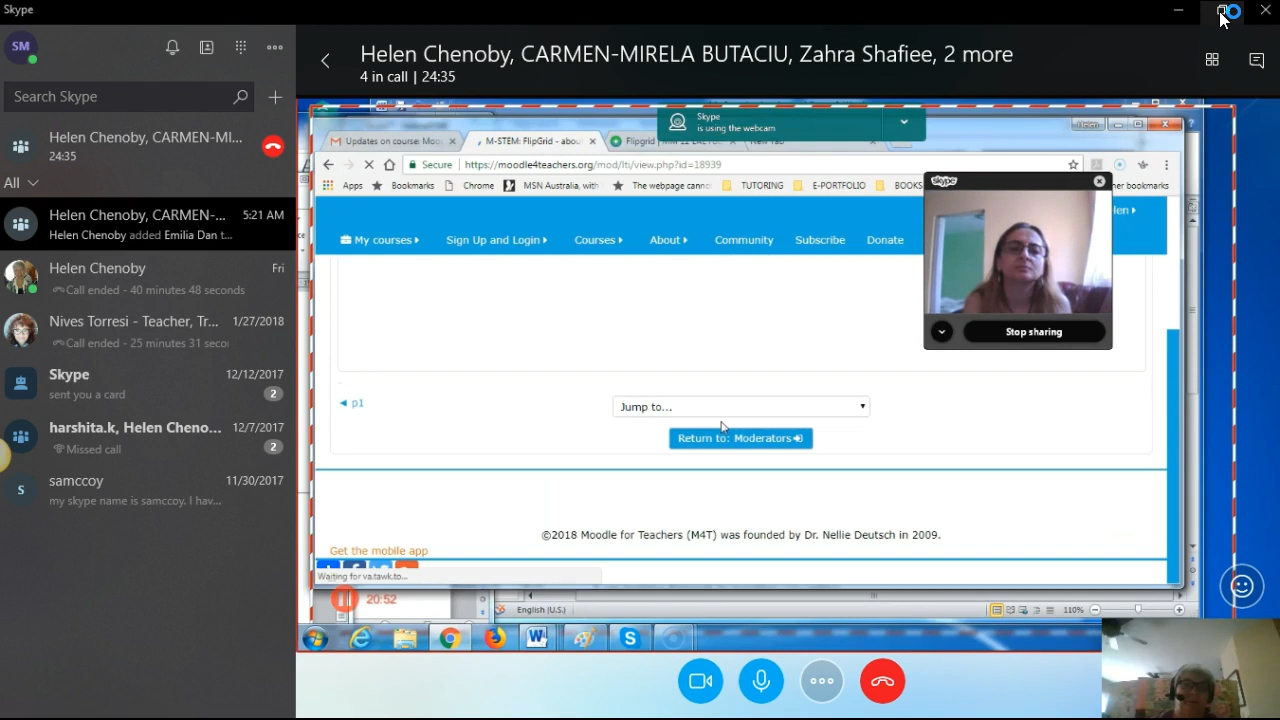 Skype
SM
Search Skype
Helen Chenoby, CARMEN-MI...
24:35
All
Helen Chenoby, CARMEN-... 5:21 AM
Helen Chenoby added Emilia Dan t...
Helen Chenoby Fri
Call ended - 40 minutes 48 seconds
Nives Torresi - Teacher, Tr... 1/27/2018
Call ended - 25 minutes 31 seco
Skype 12/12/2017
sent you a card 2
harshita.k, Helen Cheno... 12/7/2017
Missed call 2
S samccoy 11/30/2017
my skype name is samccoy. I hav...
Helen Chenoby, CARMEN-MIRELA BUTACIU, Zahra Shafiee, 2 more
4 in call | 24:35
Skype
is using the webcam
Helen
Updates on course: Moo
M-STEM: FlipGrid - abou
Flipgrid |
New Tab
Secure https://moodle4teachers.org/mod/lti/view.php?id=18939
Apps Bookmarks Chrome MSN Australia, with The webpage canno TUTORING E-PORTFOLIO BOOKS her bookmarks
skype
len
My courses Sign Up and Login Courses About Community Subscribe Donate
Stop sharing
p1
Jump to...
Return to: Moderators
©2018 Moodle for Teachers (M4T) was founded by Dr. Nellie Deutsch in 2009.
Get the mobile app
Waiting for va.tawk.to...
20:52
English (U.S.) 110%